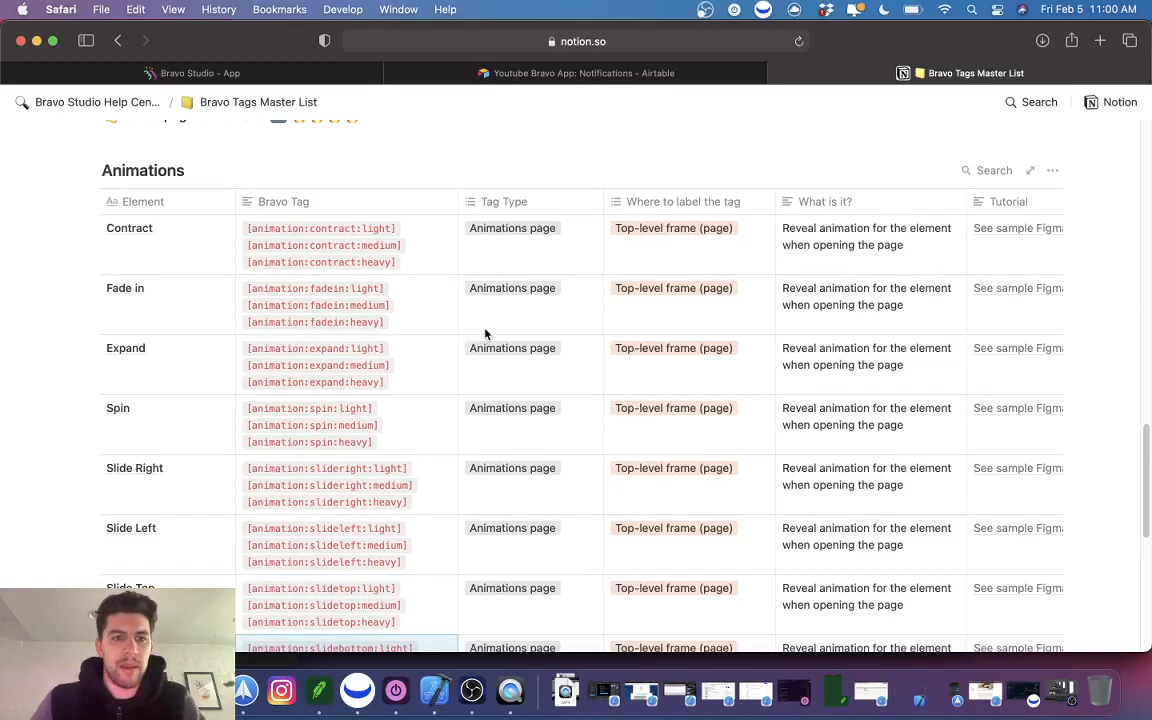 Safari File Edit View History Bookmarks Develop Window Help Fri Feb 5 11:00 AM
notion.so
Bravo Studio - App Youtube Bravo App: Notifications - Airtable Bravo Tags Master List
Bravo Studio Help Cen... / Bravo Tags Master List Search Notion
Animations Search
Aa Element Bravo Tag Tag Type Where to label the tag What is it? Tutorial
Contract [animation:contract:light] Animations page Top-level frame (page) Reveal animation for the element See sample Figma
[animation:contract:medium] when opening the page
[animation:contract:heavy]
Fade in [animation:fadein:light] Animations page Top-level frame (page) Reveal animation for the element See sample Figma
[animation:fadein:medium] when opening the page
[animation:fadein:heavy]
Expand [animation:expand:light] Animations page Top-level frame (page) Reveal animation for the element See sample Figma
[animation:expand:medium] when opening the page
[animation:expand:heavy]
Spin [animation:spin:light] Animations page Top-level frame (page) Reveal animation for the element See sample Figma
[animation:spin:medium] when opening the page
[animation:spin:heavy]
Slide Right [animation:slideright:light] Animations page Top-level frame (page) Reveal animation for the element See sample Figma
[animation:slideright:medium] when opening the page
[animation:slideright:heavy]
Slide Left [animation:slideleft:light] Animations page Top-level frame (page) Reveal animation for the element See sample Figma
[animation:slideleft:medium] when opening the page
[animation:slideleft:heavy]
Slide Top [animation:slidetop:light] Animations page Top-level frame (page) Reveal animation for the element See sample Figma
[animation:slidetop:medium] when opening the page
[animation:slidetop:heavy]
[animation:slidebottom:light] Animations page Top-level frame (page) Reveal animation for the element See sample Figma